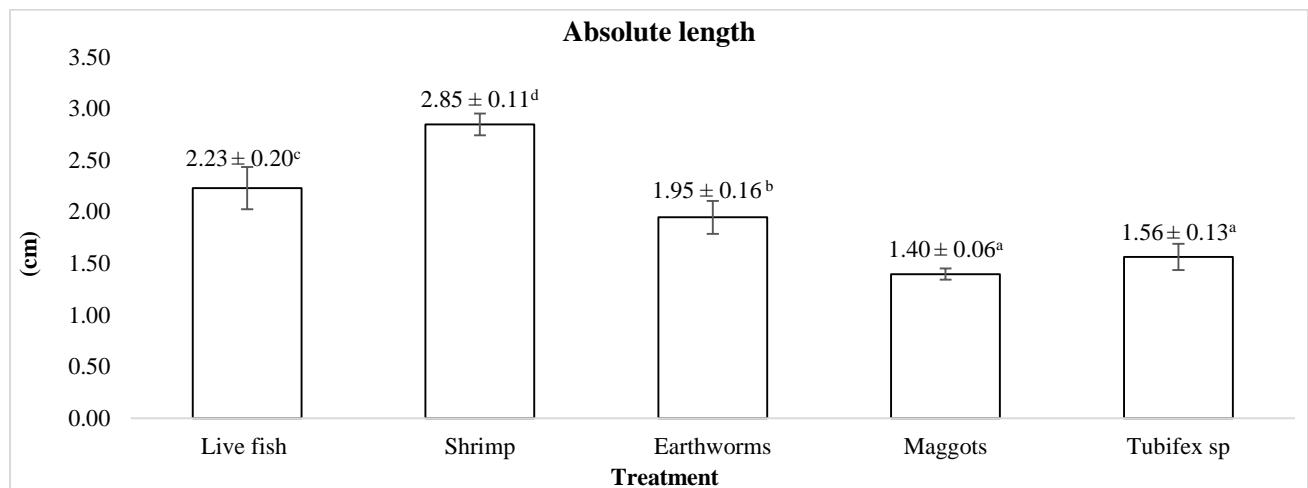 Absolute length
3.50
3.00
2.50
2.00
1.50
1.00
0.50
0.00
(cm)
2.23 ± 0.20ᶜ
2.85 ± 0.11ᵈ
1.95 ± 0.16 ᵇ
1.40 ± 0.06ᵃ
1.56 ± 0.13ᵃ
Live fish Shrimp Earthworms Maggots Tubifex sp
Treatment